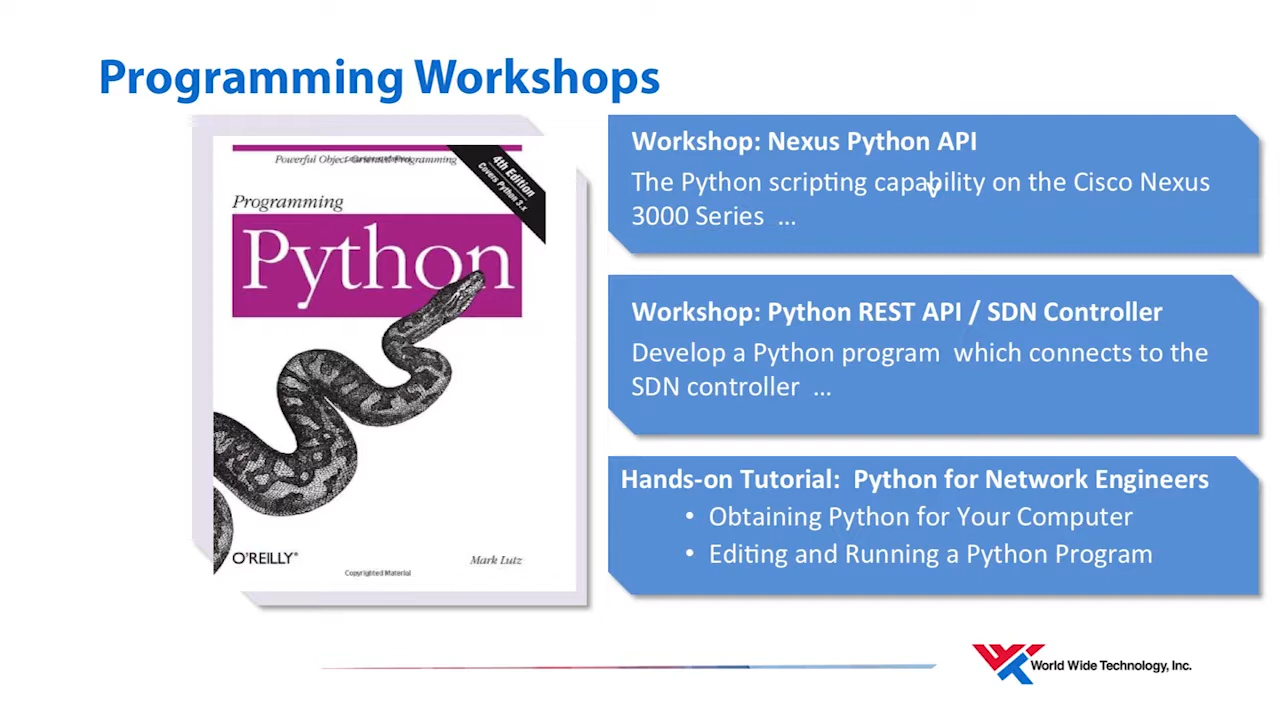 Programming Workshops
Powerful Object-Oriented Programming
4th Edition
Covers Python 3.x
Programming
Python
O'REILLY®
Mark Lutz
Copyrighted Material
Workshop: Nexus Python API
The Python scripting capability on the Cisco Nexus
3000 Series ...
Workshop: Python REST API / SDN Controller
Develop a Python program which connects to the
SDN controller ...
Hands-on Tutorial: Python for Network Engineers
• Obtaining Python for Your Computer
• Editing and Running a Python Program
World Wide Technology, Inc.